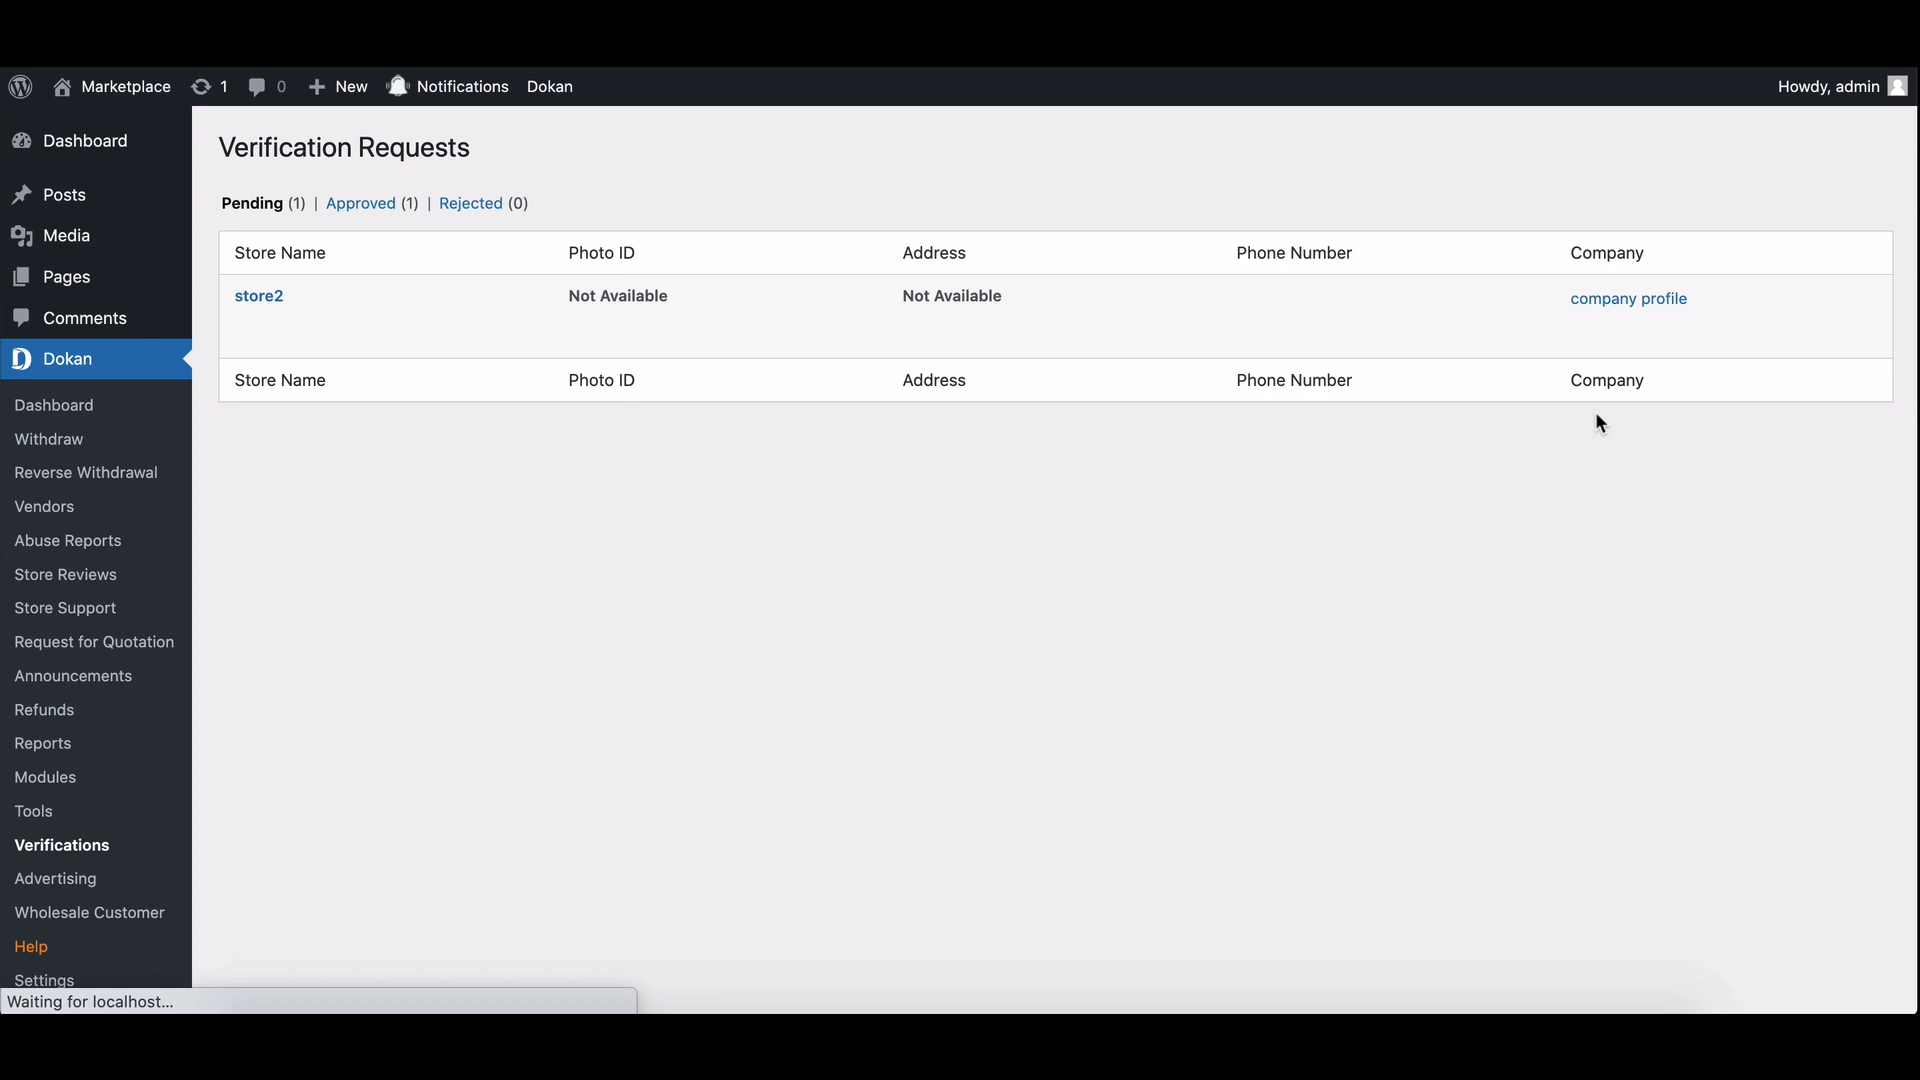 Marketplace 1 0 New Notifications Dokan Howdy, admin
Dashboard
Posts
Media
Pages
Comments
Dokan
Dashboard
Withdraw
Reverse Withdrawal
Vendors
Abuse Reports
Store Reviews
Store Support
Request for Quotation
Announcements
Refunds
Reports
Modules
Tools
Verifications
Advertising
Wholesale Customer
Help
Settings
Verification Requests
Pending (1) | Approved (1) | Rejected (0)
Store Name Photo ID Address Phone Number Company
store2 Not Available Not Available company profile
Store Name Photo ID Address Phone Number Company
Waiting for localhost...